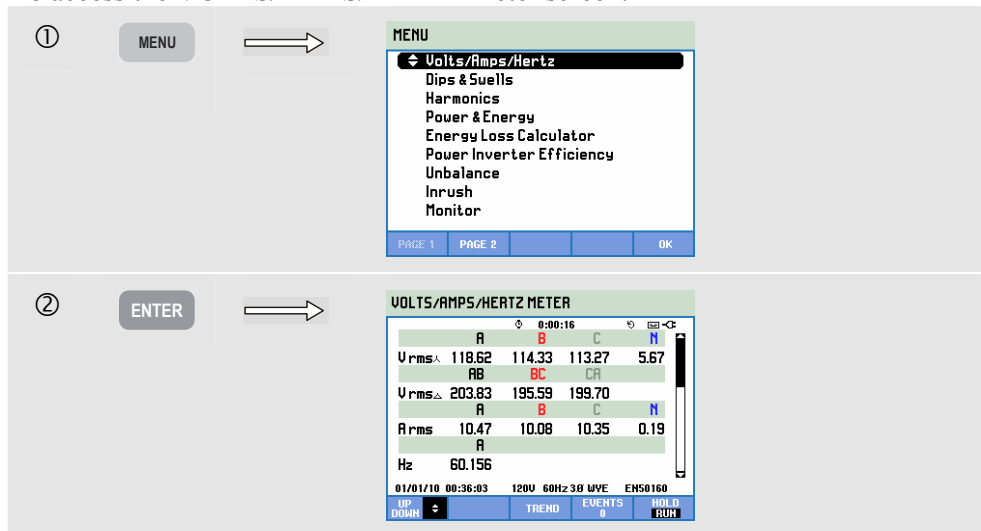 ①
MENU
MENU
Volts/Amps/Hertz
Dips & Swells
Harmonics
Power & Energy
Energy Loss Calculator
Power Inverter Efficiency
Unbalance
Inrush
Monitor
PAGE 1 PAGE 2 OK
②
ENTER
VOLTS/AMPS/HERTZ METER
0:00:16
A B C N
V rms 118.62 114.33 113.27 5.67
AB BC CA
V rms 203.83 195.59 199.70
A B C N
A rms 10.47 10.08 10.35 0.19
A
Hz 60.156
01/01/10 00:36:03 120V 60Hz 3Ø WYE EN50160
UP DOWN TREND EVENTS 0 HOLD RUN